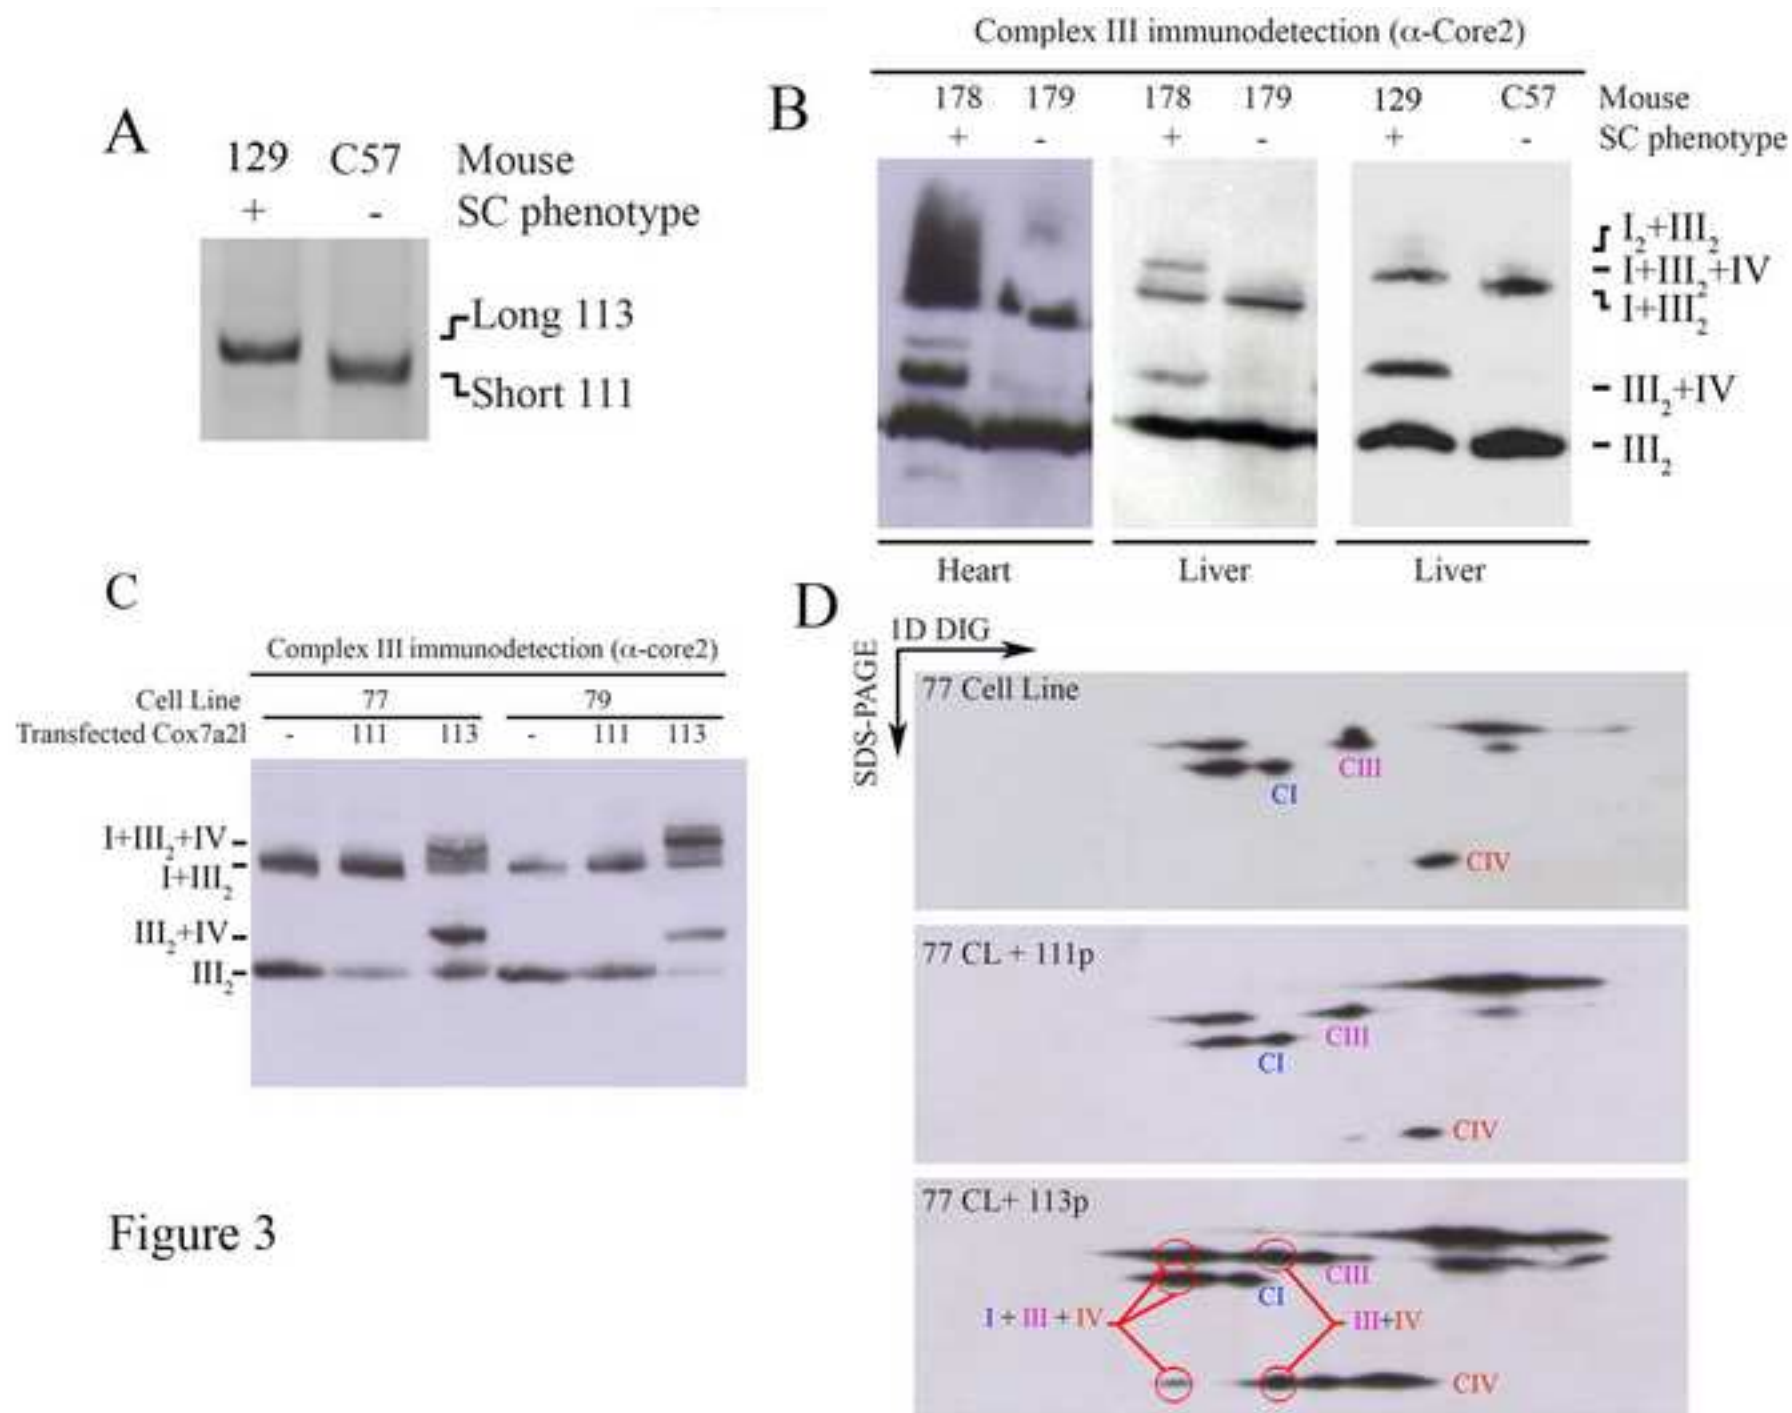 A
129 C57 Mouse
+ - SC phenotype
Long 113
Short 111
B
Complex III immunodetection (α-Core2)
178 179 178 179 129 C57 Mouse
+ - + - + - SC phenotype
I₂+III₂
I+III₂+IV
I+III₂
III₂+IV
III₂
Heart Liver Liver
C
Complex III immunodetection (α-core2)
Cell Line 77 79
Transfected Cox7a2l - 111 113 - 111 113
I+III₂+IV
I+III₂
III₂+IV
III₂
D
1D DIG
SDS-PAGE
77 Cell Line
CIII
CI
CIV
77 CL + 111p
CIII
CI
CIV
77 CL+ 113p
CIII
CI
I + III + IV
III+IV
CIV
Figure 3